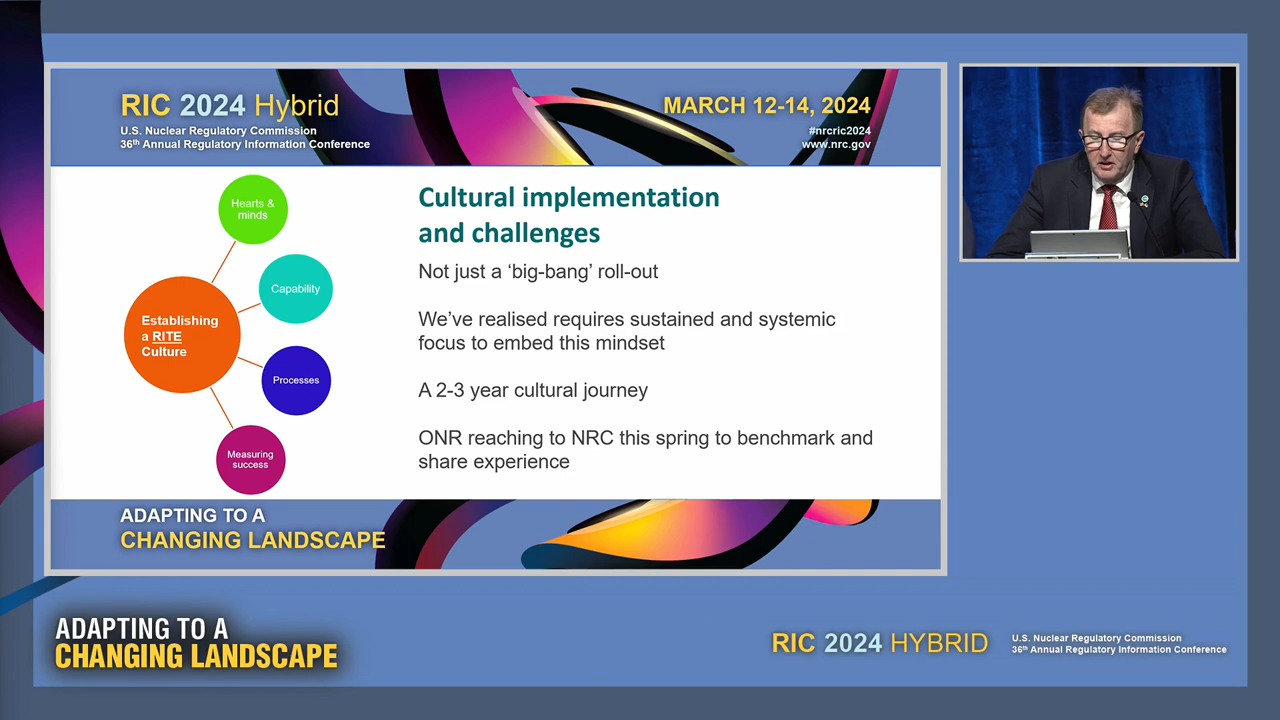 RIC 2024 Hybrid
U.S. Nuclear Regulatory Commission
36th Annual Regulatory Information Conference
MARCH 12-14, 2024
#nrcric2024
www.nrc.gov
Hearts &
minds
Capability
Establishing
a RITE
Culture
Processes
Measuring
success
Cultural implementation
and challenges
Not just a ‘big-bang’ roll-out
We’ve realised requires sustained and systemic
focus to embed this mindset
A 2-3 year cultural journey
ONR reaching to NRC this spring to benchmark and
share experience
ADAPTING TO A
CHANGING LANDSCAPE
ADAPTING TO A
CHANGING LANDSCAPE
RIC 2024 HYBRID
U.S. Nuclear Regulatory Commission
36th Annual Regulatory Information Conference